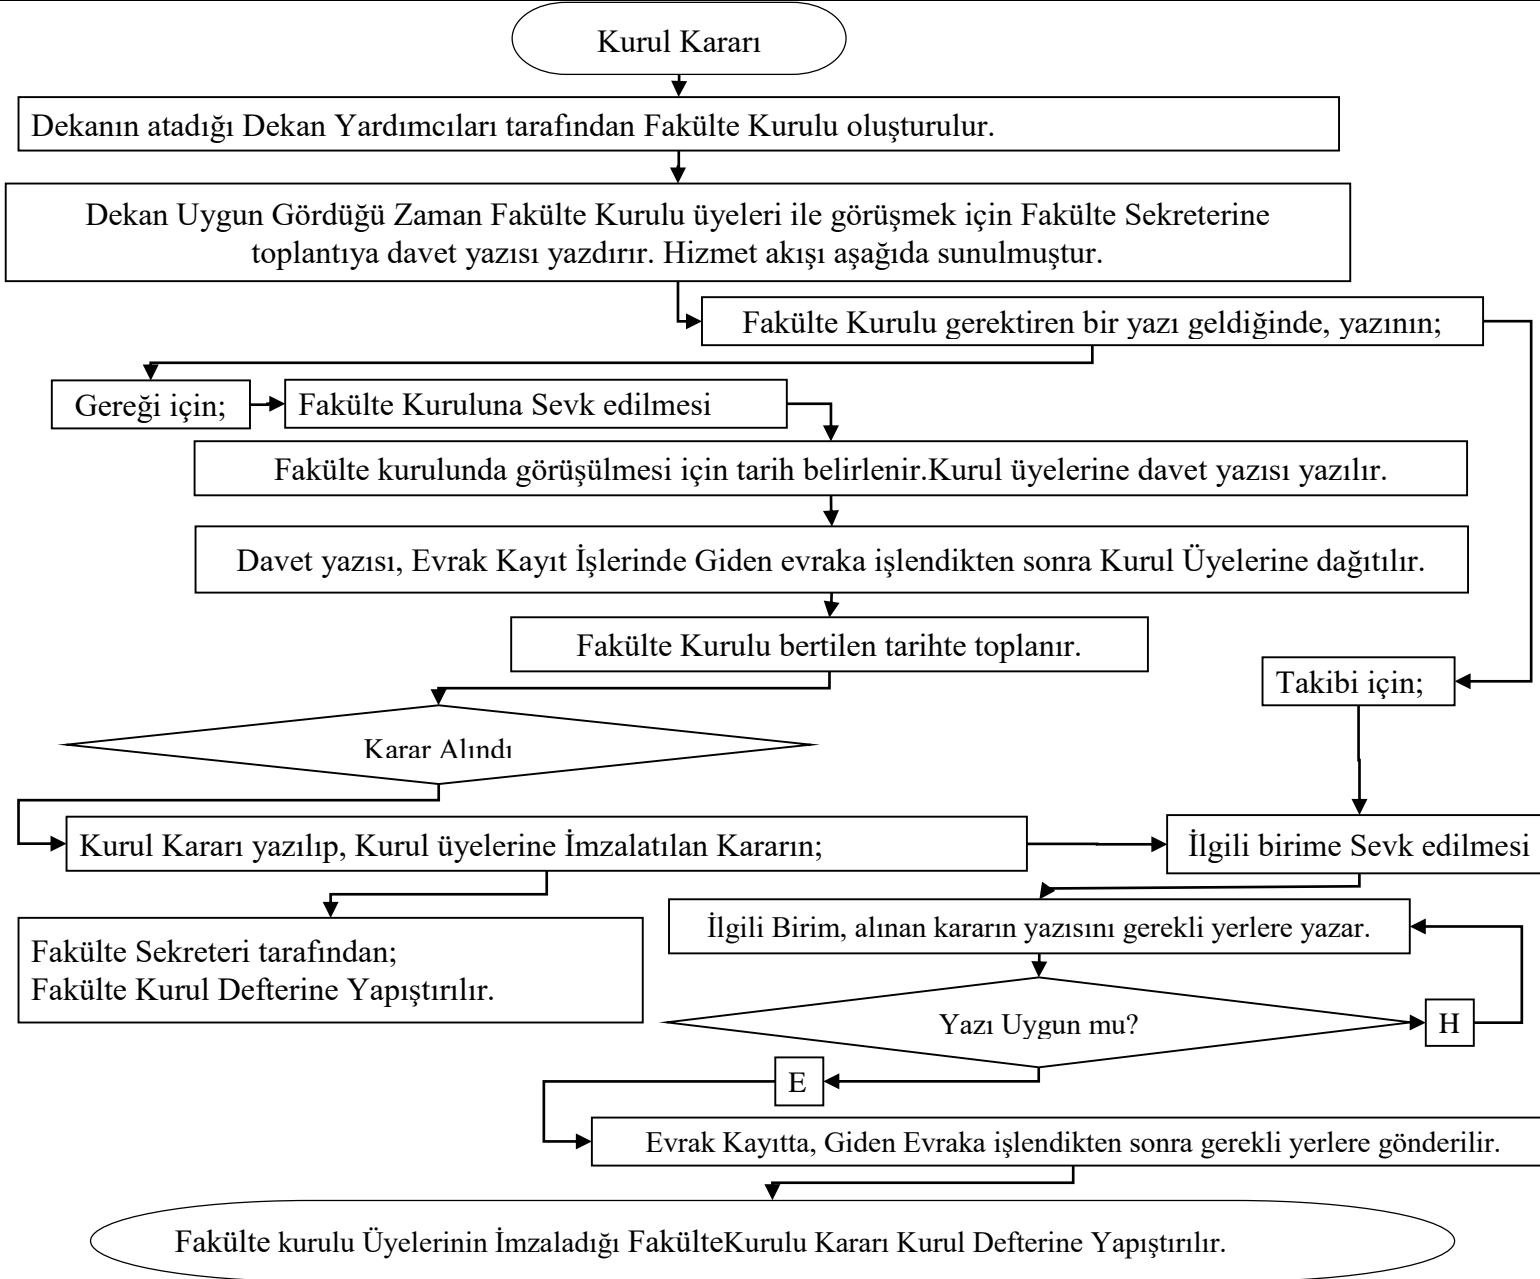 Kurul Kararı
Dekanın atadığı Dekan Yardımcıları tarafından Fakülte Kurulu oluşturulur.
Dekan Uygun Gördüğü Zaman Fakülte Kurulu üyeleri ile görüşmek için Fakülte Sekreterine
toplantıya davet yazısı yazdırır. Hizmet akışı aşağıda sunulmuştur.
Fakülte Kurulu gerektiren bir yazı geldiğinde, yazının;
Gereği için;
Fakülte Kuruluna Sevk edilmesi
Fakülte kurulunda görüşülmesi için tarih belirlenir.Kurul üyelerine davet yazısı yazılır.
Davet yazısı, Evrak Kayıt İşlerinde Giden evraka işlendikten sonra Kurul Üyelerine dağıtılır.
Fakülte Kurulu bertilen tarihte toplanır.
Takibi için;
Karar Alındı
Kurul Kararı yazılıp, Kurul üyelerine İmzalatılan Kararın;
İlgili birime Sevk edilmesi
İlgili Birim, alınan kararın yazısını gerekli yerlere yazar.
Fakülte Sekreteri tarafından;
Fakülte Kurul Defterine Yapıştırılır.
Yazı Uygun mu?
H
E
Evrak Kayıtta, Giden Evraka işlendikten sonra gerekli yerlere gönderilir.
Fakülte kurulu Üyelerinin İmzaladığı FakülteKurulu Kararı Kurul Defterine Yapıştırılır.